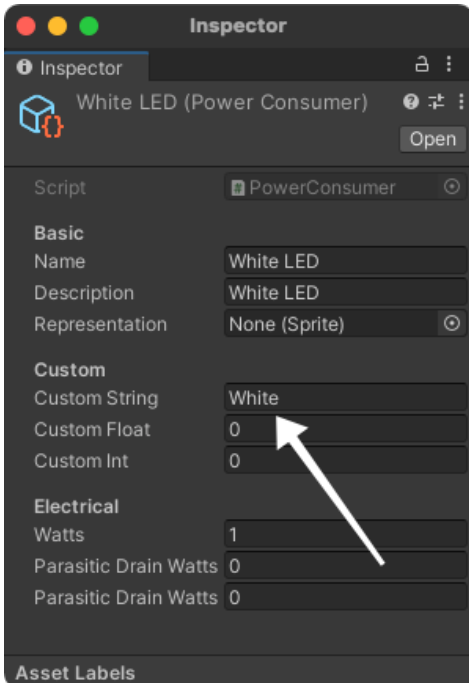 Inspector
Inspector
White LED (Power Consumer)
Open
Script PowerConsumer
Basic
Name White LED
Description White LED
Representation None (Sprite)
Custom
Custom String White
Custom Float 0
Custom Int 0
Electrical
Watts 1
Parasitic Drain Watts 0
Parasitic Drain Watts 0
Asset Labels